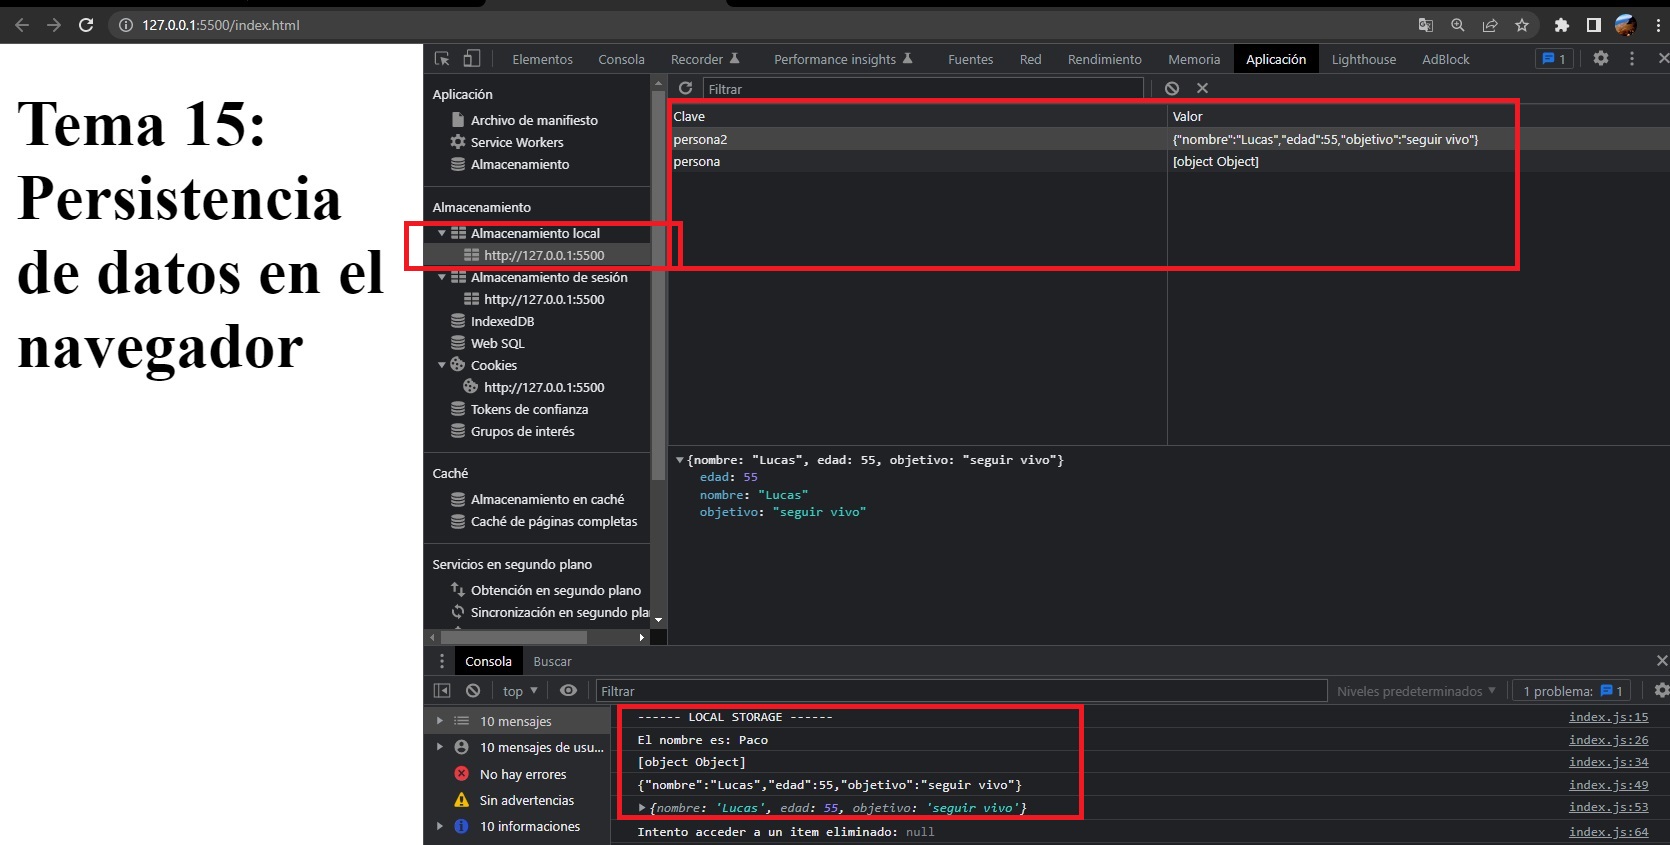 127.0.0.1:5500/index.html
Tema 15:
Persistencia
de datos en el
navegador
Elementos Consola Recorder Performance insights Fuentes Red Rendimiento Memoria Aplicación Lighthouse AdBlock 1
Aplicación
Archivo de manifiesto
Service Workers
Almacenamiento
Almacenamiento
Almacenamiento local
http://127.0.0.1:5500
Almacenamiento de sesión
http://127.0.0.1:5500
IndexedDB
Web SQL
Cookies
http://127.0.0.1:5500
Tokens de confianza
Grupos de interés
Caché
Almacenamiento en caché
Caché de páginas completas
Servicios en segundo plano
Obtención en segundo plano
Sincronización en segundo pla
Filtrar
Clave Valor
persona2 {"nombre":"Lucas","edad":55,"objetivo":"seguir vivo"}
persona [object Object]
{nombre: "Lucas", edad: 55, objetivo: "seguir vivo"}
edad: 55
nombre: "Lucas"
objetivo: "seguir vivo"
Consola Buscar
top Filtrar Niveles predeterminados 1 problema: 1
10 mensajes
10 mensajes de usu...
No hay errores
Sin advertencias
10 informaciones
------ LOCAL STORAGE ------ index.js:15
El nombre es: Paco index.js:26
[object Object] index.js:34
{"nombre":"Lucas","edad":55,"objetivo":"seguir vivo"} index.js:49
{nombre: 'Lucas', edad: 55, objetivo: 'seguir vivo'} index.js:53
Intento acceder a un item eliminado: null index.js:64